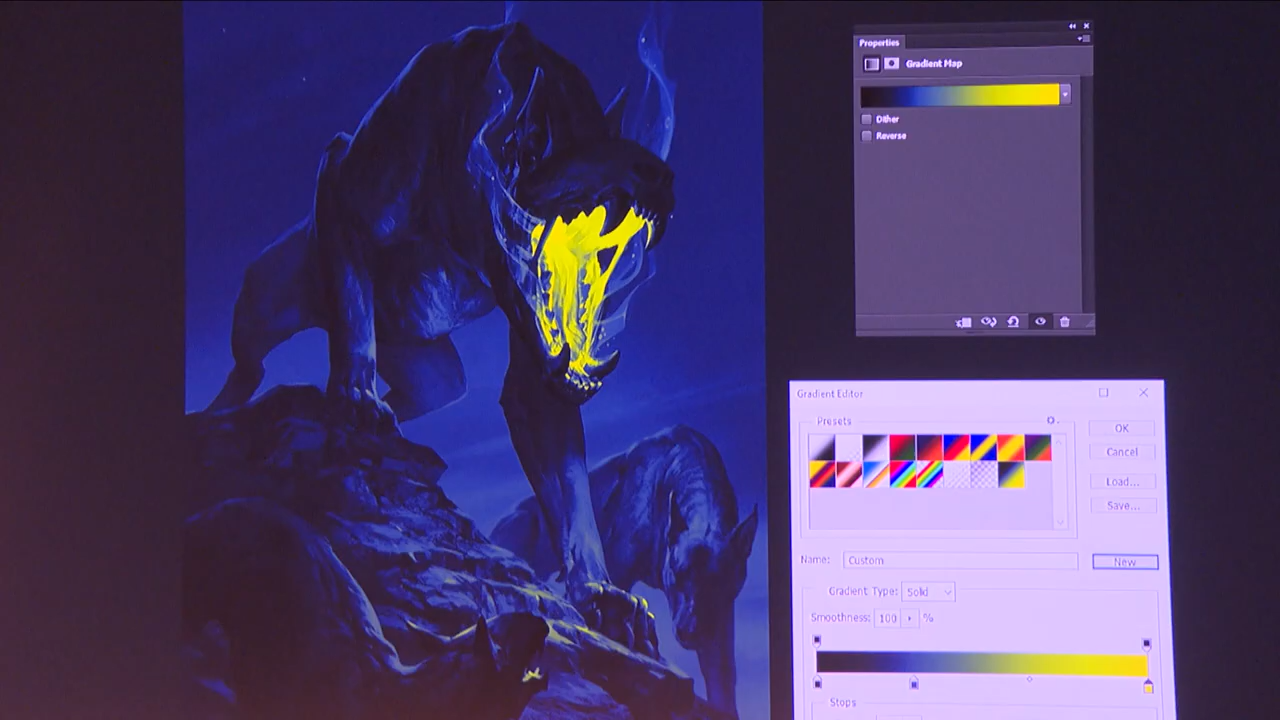 Properties
Gradient Map
Dither
Reverse
Gradient Editor
Presets
OK
Cancel
Load...
Save...
Name: Custom
New
Gradient Type: Solid
Smoothness: 100 %
Stops